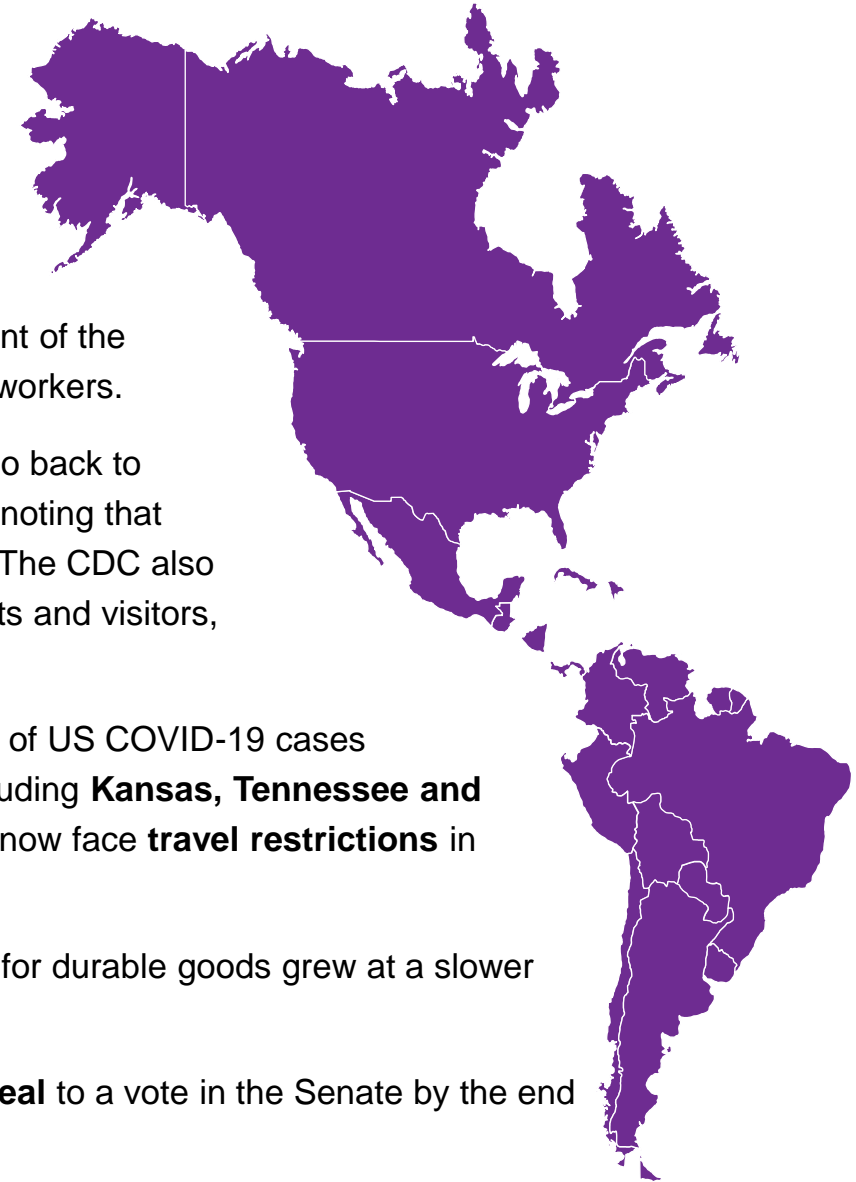 nt of the
workers.
o back to
noting that
The CDC also
ts and visitors,
of US COVID-19 cases
uding Kansas, Tennessee and
now face travel restrictions in
for durable goods grew at a slower
eal to a vote in the Senate by the end